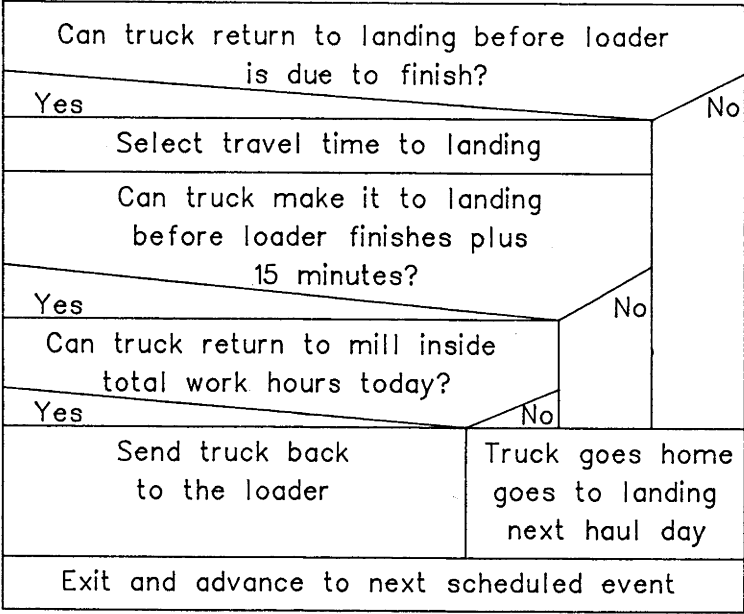 Can truck return to landing before loader
is due to finish?
Yes
No
Select travel time to landing
Can truck make it to landing
before loader finishes plus
15 minutes?
Yes
No
Can truck return to mill inside
total work hours today?
Yes
No
Send truck back
to the loader
Truck goes home
goes to landing
next haul day
Exit and advance to next scheduled event